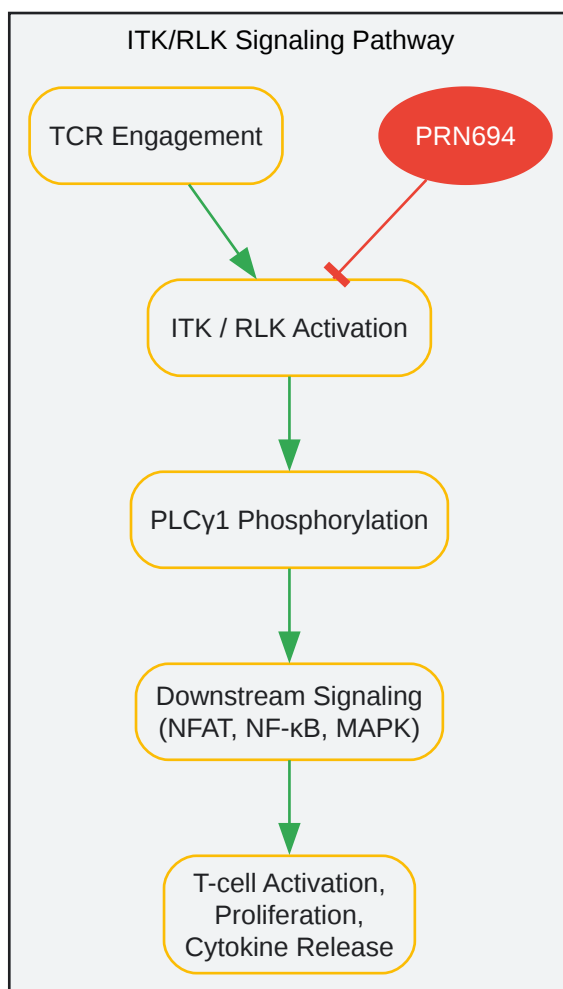 ITK/RLK Signaling Pathway
TCR Engagement
PRN694
ITK / RLK Activation
PLCγ1 Phosphorylation
Downstream Signaling
(NFAT, NF-κB, MAPK)
T-cell Activation,
Proliferation,
Cytokine Release